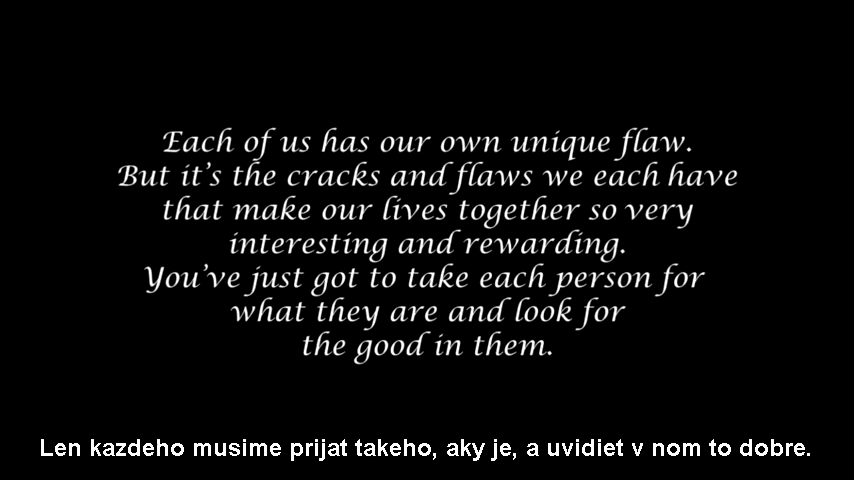 Each of us has our own unique flaw.
But it's the cracks and flaws we each have
that make our lives together so very
interesting and rewarding.
You've just got to take each person for
what they are and look for
the good in them.
Len kazdeho musime prijat takeho, aky je, a uvidiet v nom to dobre.